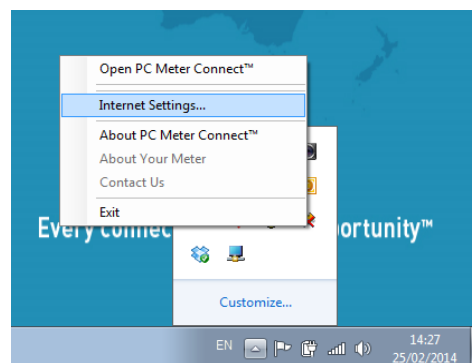 Open PC Meter Connect™
Internet Settings...
About PC Meter Connect™
About Your Meter
Contact Us
Exit
Every connec ortunity™
Customize...
EN
14:27
25/02/2014